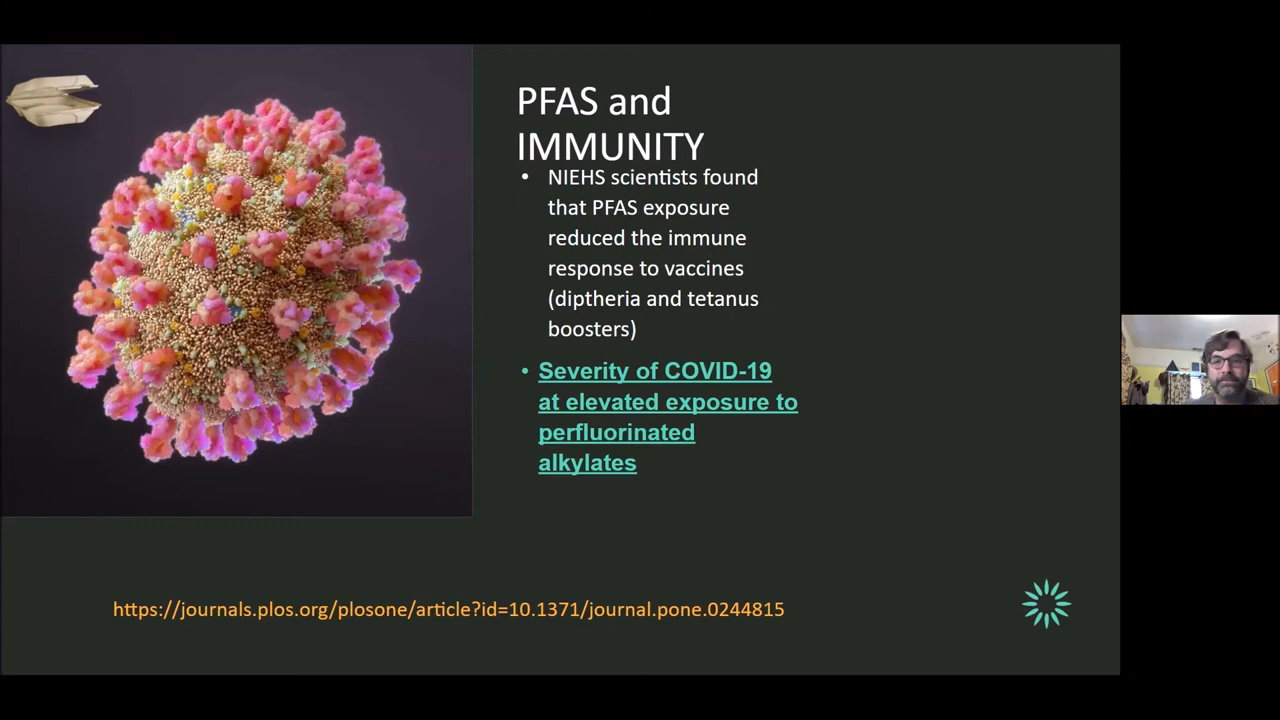 PFAS and
IMMUNITY
• NIEHS scientists found
that PFAS exposure
reduced the immune
response to vaccines
(diptheria and tetanus
boosters)
• Severity of COVID-19
at elevated exposure to
perfluorinated
alkylates
https://journals.plos.org/plosone/article?id=10.1371/journal.pone.0244815